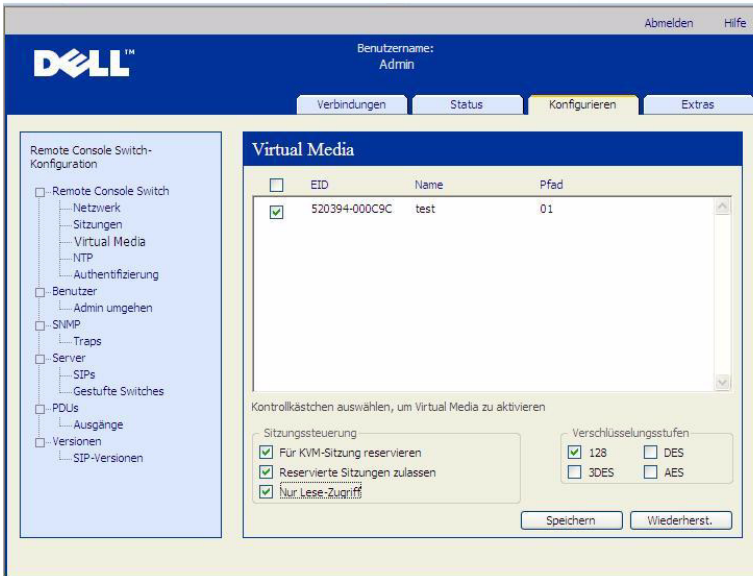 Abmelden Hilfe
DELL™
Benutzername:
Admin
Verbindungen Status Konfigurieren Extras
Remote Console Switch-
Konfiguration
Remote Console Switch
Netzwerk
Sitzungen
Virtual Media
NTP
Authentifizierung
Benutzer
Admin umgehen
SNMP
Traps
Server
SIPs
Gestufte Switches
PDUs
Ausgänge
Versionen
SIP-Versionen
Virtual Media
EID Name Pfad
520394-000C9C test 01
Kontrollkästchen auswählen, um Virtual Media zu aktivieren
Sitzungssteuerung
Für KVM-Sitzung reservieren
Reservierte Sitzungen zulassen
Nur Lese-Zugriff
Verschlüsselungsstufen
128 DES
3DES AES
Speichern Wiederherst.